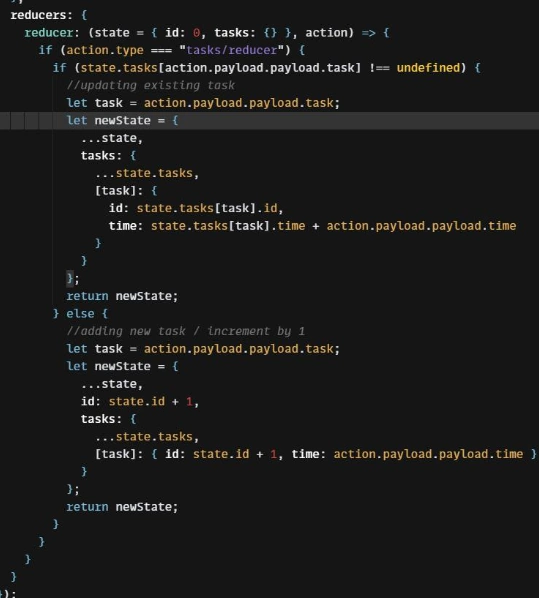 },
reducers: {
reducer: (state = { id: 0, tasks: {} }, action) => {
if (action.type === "tasks/reducer") {
if (state.tasks[action.payload.payload.task] !== undefined) {
//updating existing task
let task = action.payload.payload.task;
let newState = {
...state,
tasks: {
...state.tasks,
[task]: {
id: state.tasks[task].id,
time: state.tasks[task].time + action.payload.payload.time
}
}
};
return newState;
} else {
//adding new task / increment by 1
let task = action.payload.payload.task;
let newState = {
...state,
id: state.id + 1,
tasks: {
...state.tasks,
[task]: { id: state.id + 1, time: action.payload.payload.time }
}
};
return newState;
}
}
}
}
});